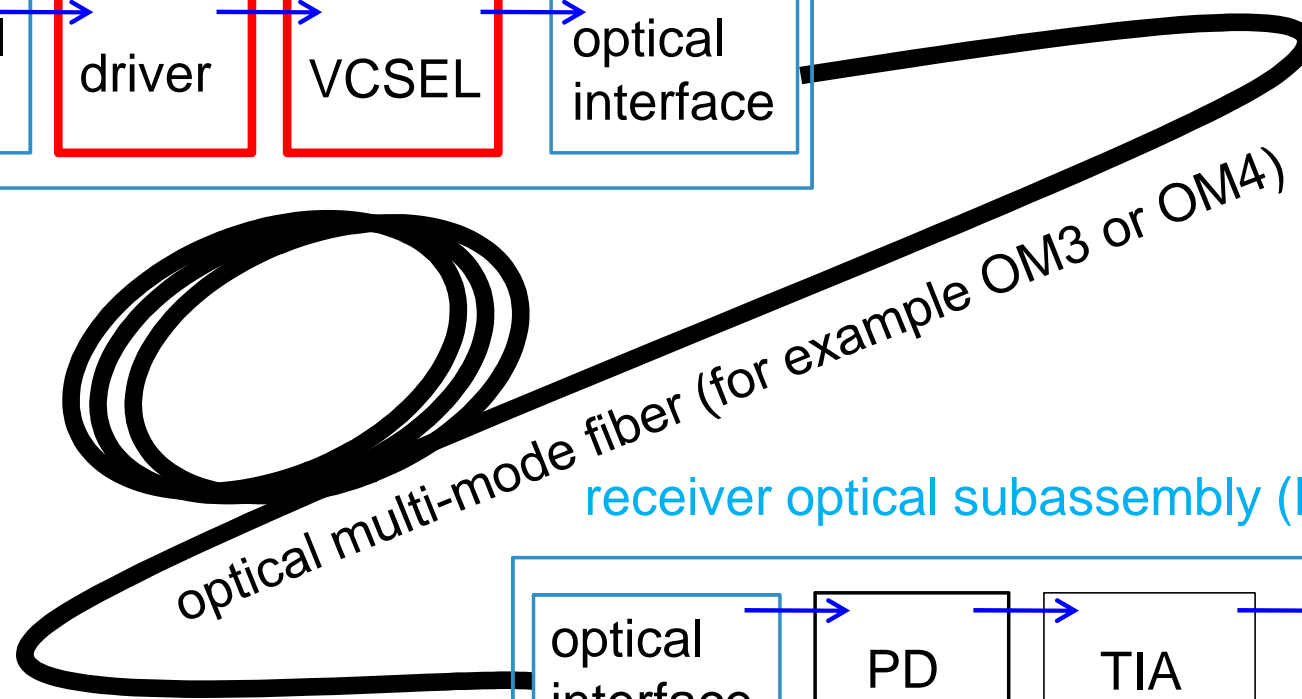 driver
VCSEL
optical
interface
optical multi-mode fiber (for example OM3 or OM4)
receiver optical subassembly (
optical
interface
PD
TIA